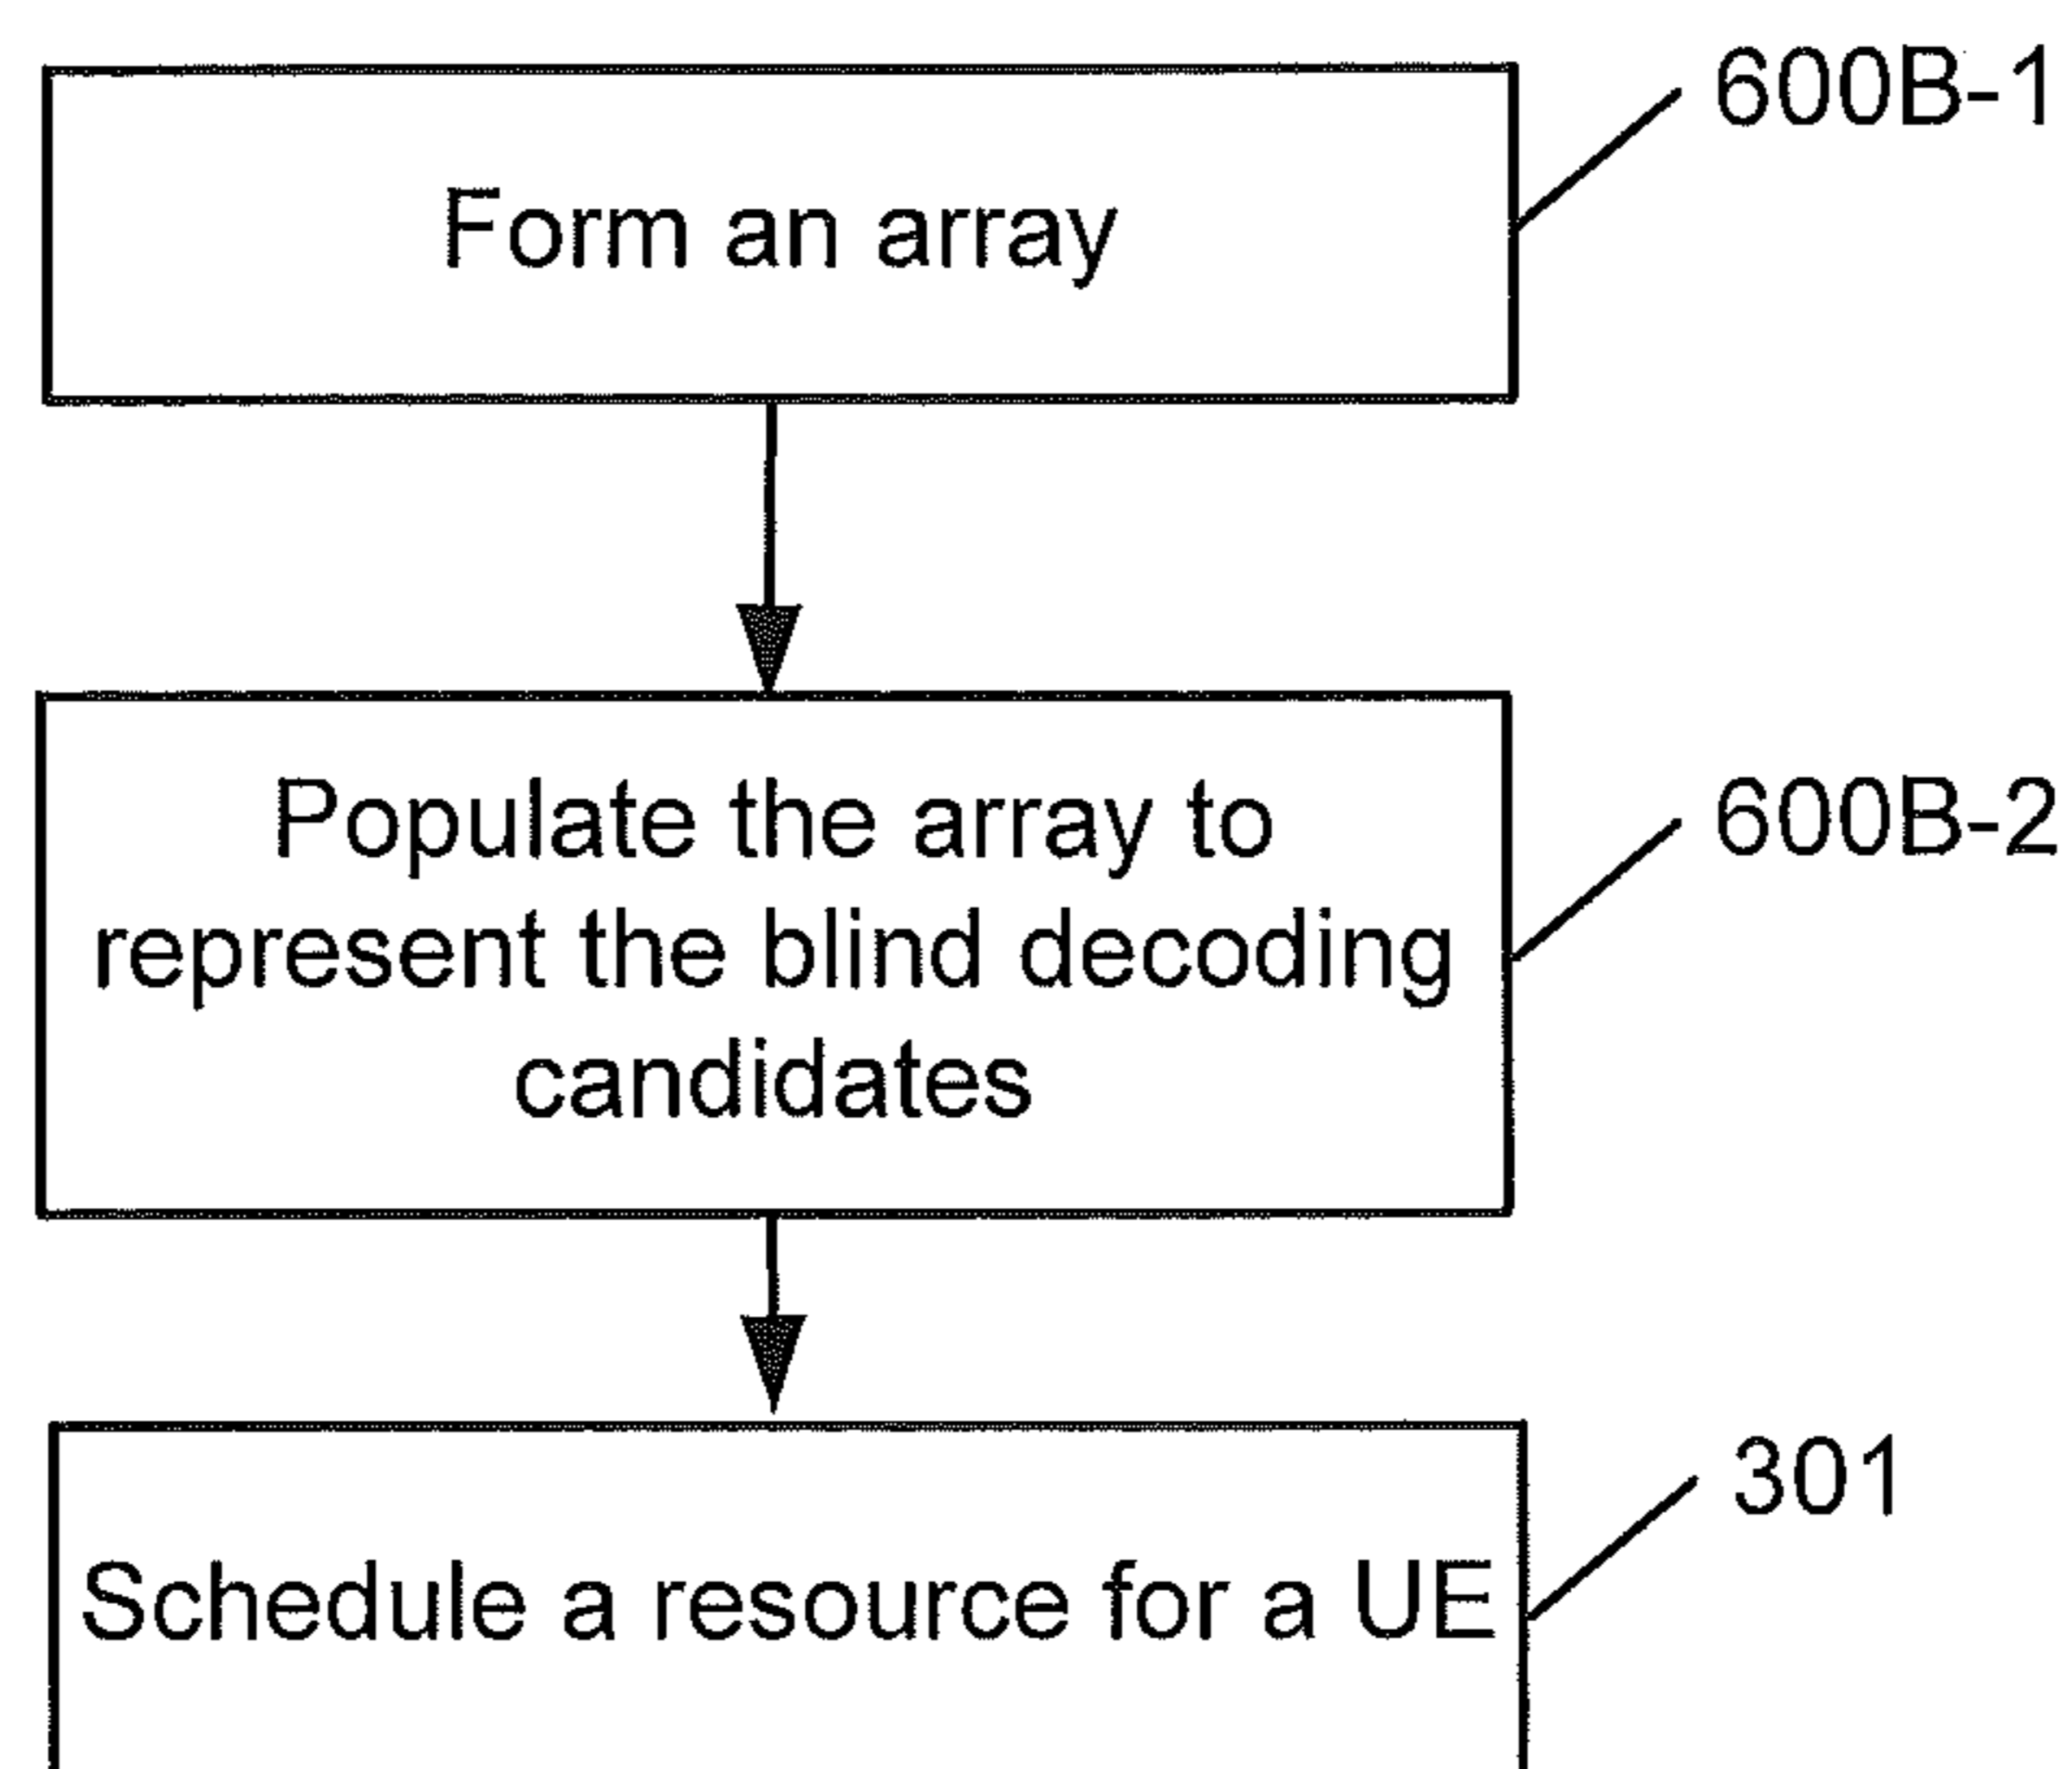 600B-1
Form an array
Populate the array to
represent the blind decoding
candidates
600B-2
301
Schedule a resource for a UE